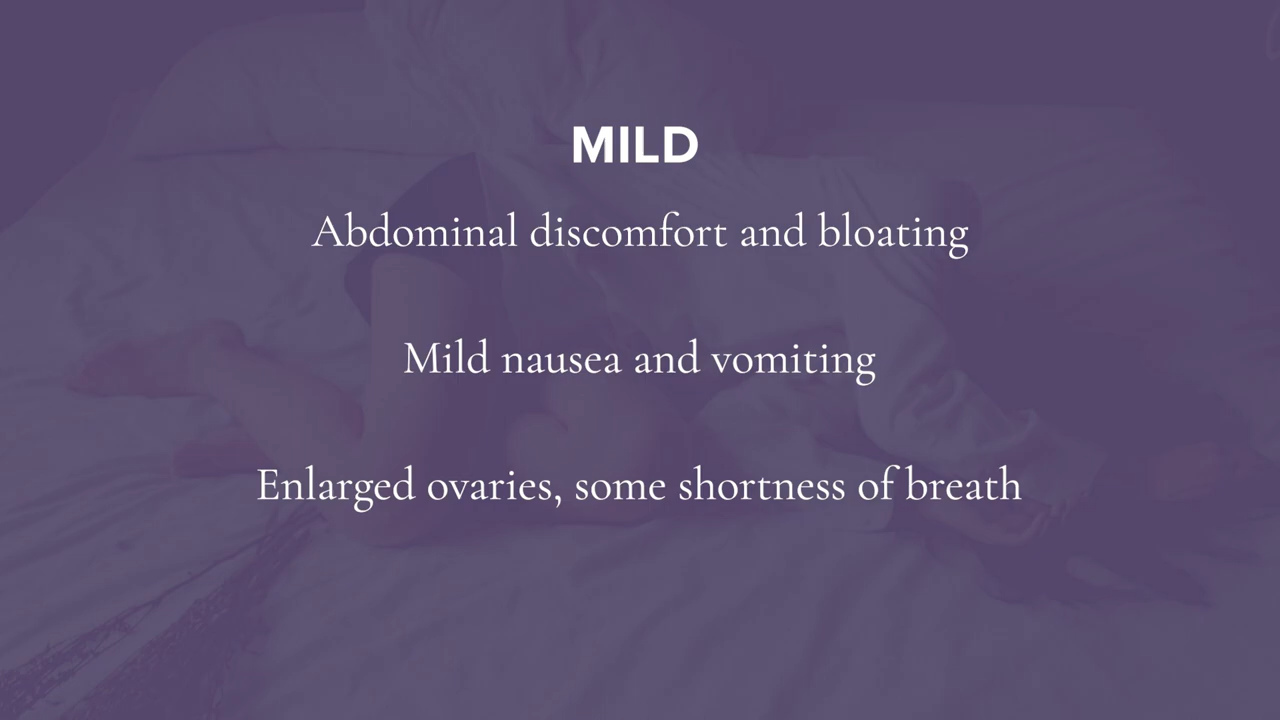 MILD
Abdominal discomfort and bloating
Mild nausea and vomiting
Enlarged ovaries, some shortness of breath